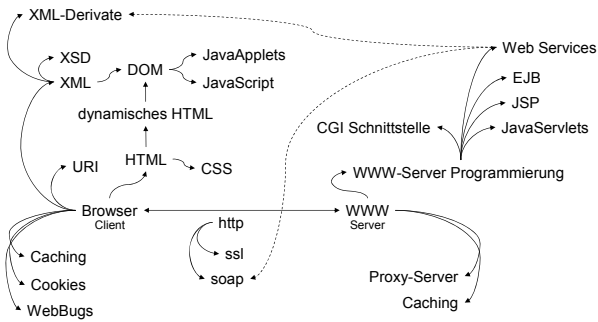 XML-Derivate
XSD
XML
DOM
JavaApplets
JavaScript
dynamisches HTML
HTML
CSS
URI
Browser
Client
Caching
Cookies
WebBugs
http
ssl
soap
Web Services
EJB
JSP
JavaServlets
CGI Schnittstelle
WWW-Server Programmierung
WWW
Server
Proxy-Server
Caching